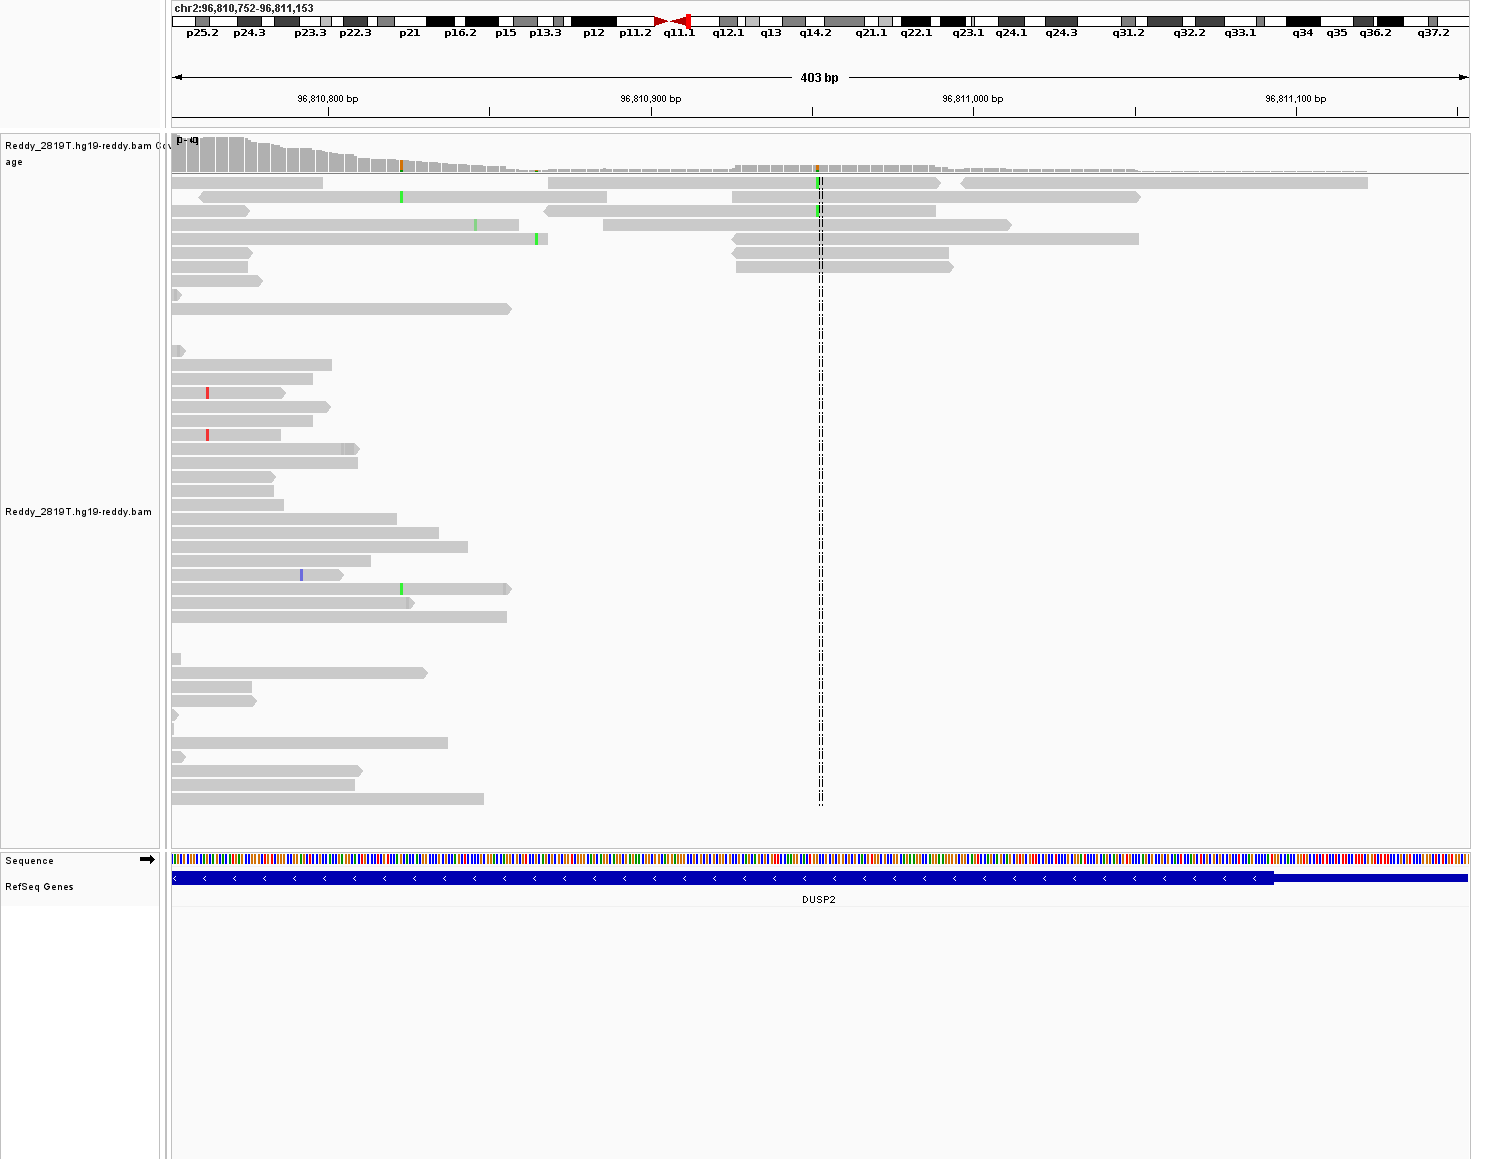 chr2:96,810,752-96,811,153
p25.2 p24.3 p23.3 p22.3 p21 p16.2 p15 p13.3 p12 p11.2 q11.1 q12.1 q13 q14.2 q21.1 q22.1 q23.1 q24.1 q24.3 q31.2 q32.2 q33.1 q34 q35 q36.2 q37.2
403 bp
96,810,800 bp 96,810,900 bp 96,811,000 bp 96,811,100 bp
Reddy_2819T.hg19-reddy.bam Cov
age
Reddy_2819T.hg19-reddy.bam
Sequence
RefSeq Genes
DUSP2